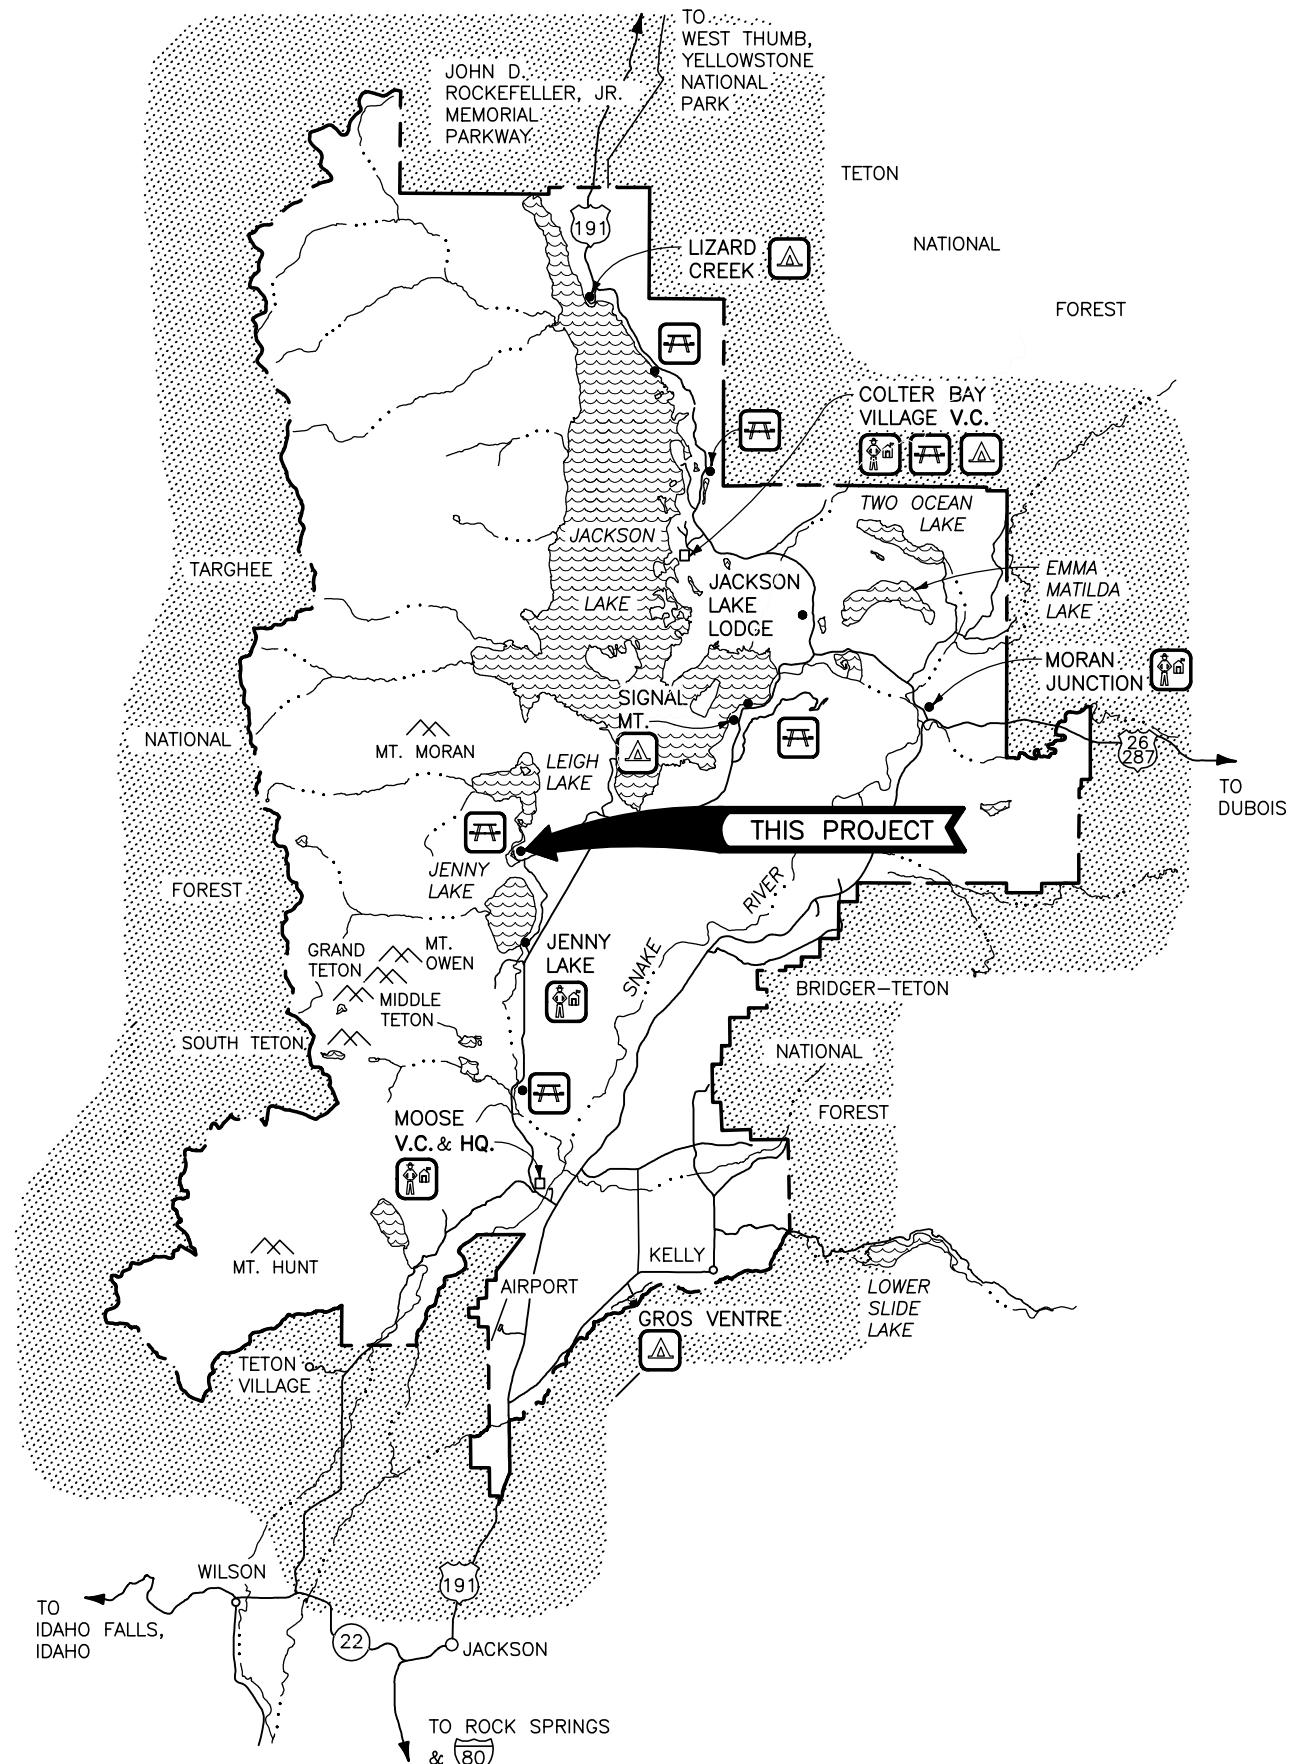 TO
WEST THUMB,
YELLOWSTONE
NATIONAL
PARK
JOHN D.
ROCKEFELLER, JR.
MEMORIAL
PARKWAY
TETON
NATIONAL
FOREST
191
LIZARD
CREEK
COLTER BAY
VILLAGE V.C.
TWO OCEAN
LAKE
JACKSON
LAKE
TARGHEE
NATIONAL
FOREST
EMMA
MATILDA
LAKE
JACKSON
LAKE
LODGE
MORAN
JUNCTION
SIGNAL
MT.
MT. MORAN
LEIGH
LAKE
26
287
TO
DUBOIS
THIS PROJECT
JENNY
LAKE
SNAKE RIVER
GRAND
TETON
MT.
OWEN
MIDDLE
TETON
SOUTH TETON
JENNY
LAKE
BRIDGER-TETON
NATIONAL
FOREST
MOOSE
V.C. & HQ.
MT. HUNT
KELLY
AIRPORT
LOWER
SLIDE
LAKE
GROS VENTRE
TETON
VILLAGE
WILSON
191
TO
IDAHO FALLS,
IDAHO
22
JACKSON
TO ROCK SPRINGS
& 80